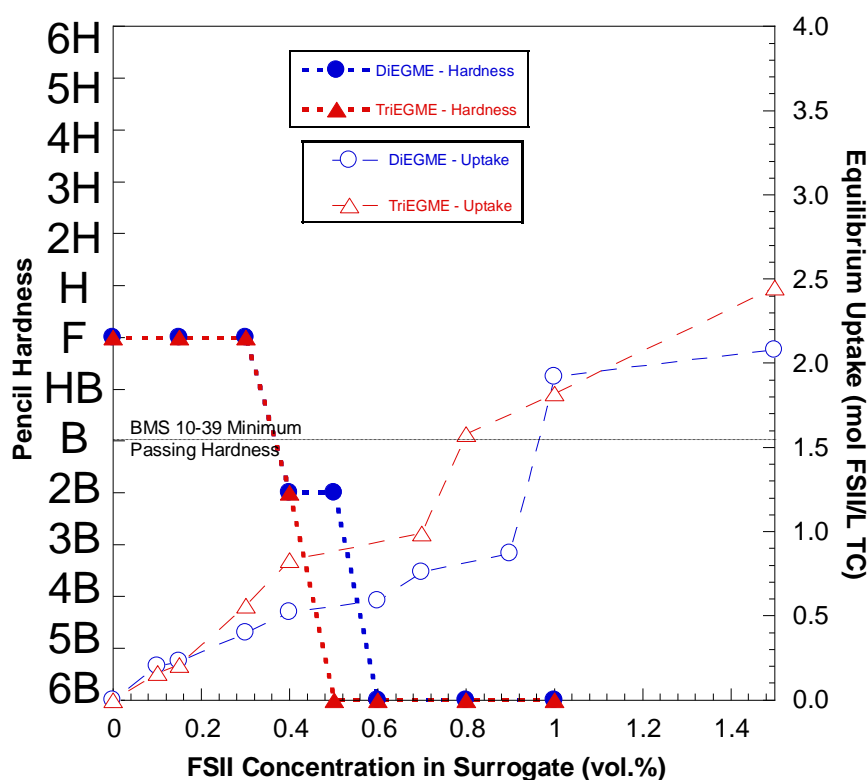 6H
5H
4H
3H
2H
H
F
HB
B
2B
3B
4B
5B
6B
Pencil Hardness
DiEGME - Hardness
TriEGME - Hardness
DiEGME - Uptake
TriEGME - Uptake
BMS 10-39 Minimum
Passing Hardness
4.0
3.5
3.0
2.5
2.0
1.5
1.0
0.5
0.0
Equilibrium Uptake (mol FSII/L TC)
0 0.2 0.4 0.6 0.8 1 1.2 1.4
FSII Concentration in Surrogate (vol.%)